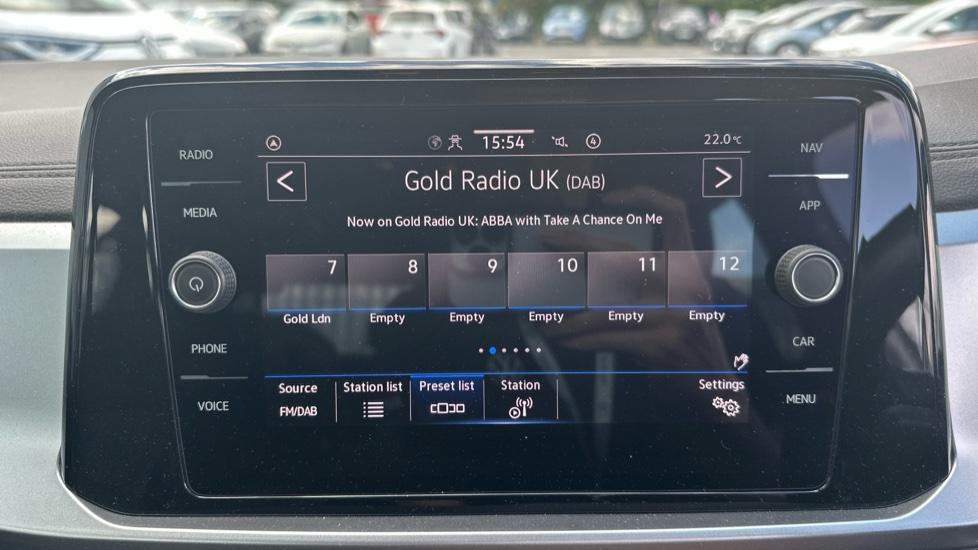 RADIO
MEDIA
PHONE
VOICE
15:54
4
22.0°C
<
Gold Radio UK (DAB)
>
Now on Gold Radio UK: ABBA with Take A Chance On Me
7 8 9 10 11 12
Gold Ldn Empty Empty Empty Empty Empty
Source Station list Preset list Station Settings
FM/DAB
NAV
APP
CAR
MENU